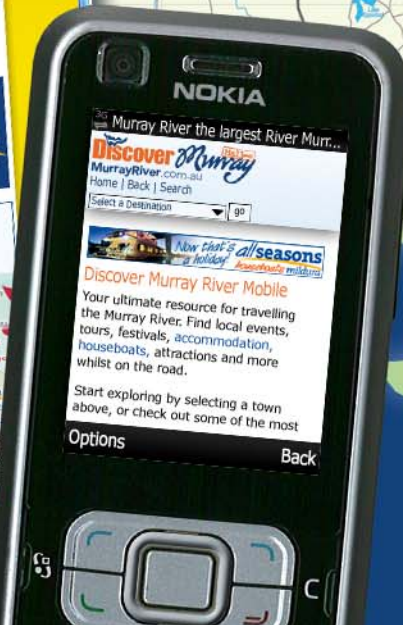 NOKIA
3G
Murray River the largest River Murr...
Discover Murray
MurrayRiver.com.au
Home | Back | Search
Select a Destination go
Now that's a holiday! all seasons
houseboats mildura
Discover Murray River Mobile
Your ultimate resource for travelling
the Murray River. Find local events,
tours, festivals, accommodation,
houseboats, attractions and more
whilst on the road.
Start exploring by selecting a town
above, or check out some of the most
Options Back
C